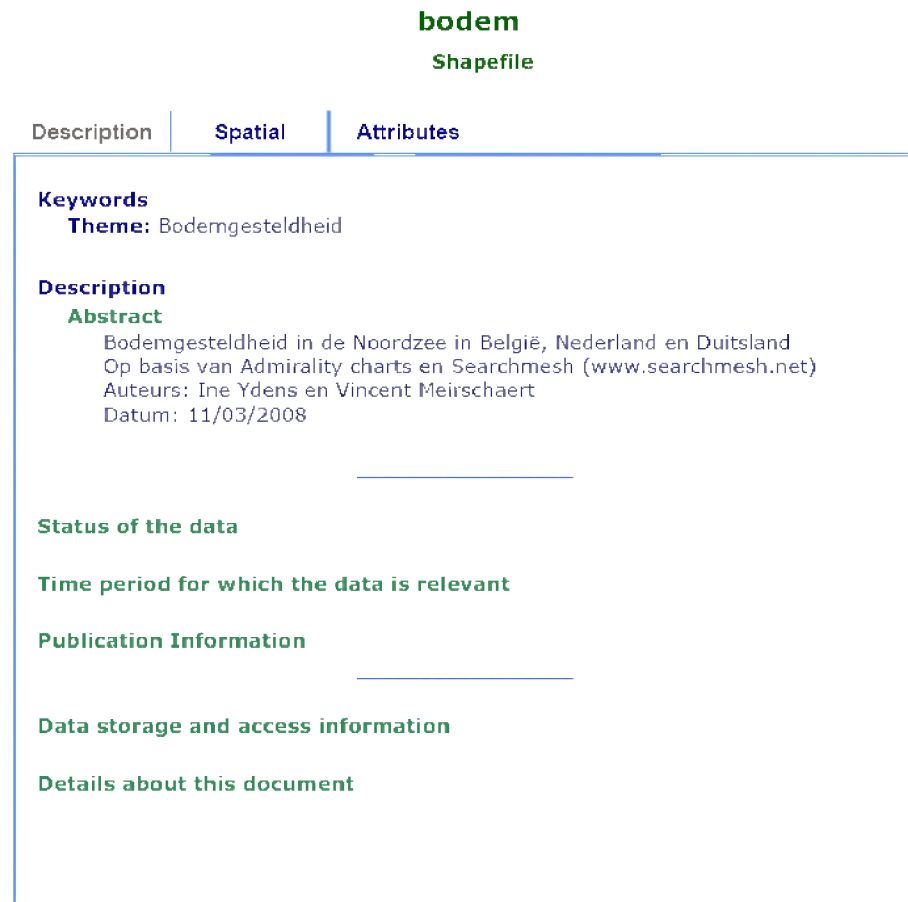 bodem
Shapefile
Description Spatial Attributes
Keywords
Theme: Bodemgesteldheid
Description
Abstract
Bodemgesteldheid in de Noordzee in België, Nederland en Duitsland
Op basis van Admirality charts en Searchmesh (www.searchmesh.net)
Auteurs: Ine Ydens en Vincent Meirschaert
Datum: 11/03/2008
Status of the data
Time period for which the data is relevant
Publication Information
Data storage and access information
Details about this document